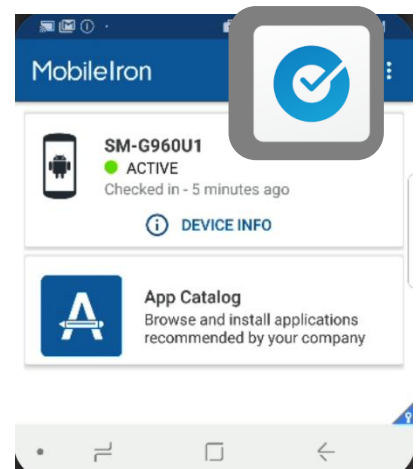 MobileIron
SM-G960U1
ACTIVE
Checked in - 5 minutes ago
DEVICE INFO
App Catalog
Browse and install applications
recommended by your company